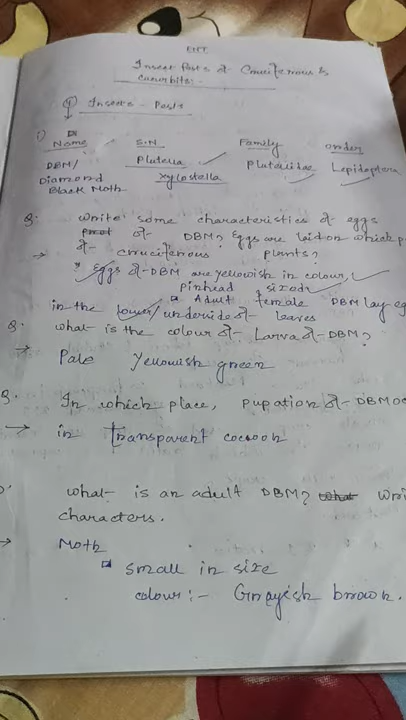 ENT
Insect Pests of Cruciferous &
cucurbits:-
Insects - Pests
i)
Name S.N Family order
DBM/ Plutella Plutellidae Lepidoptera
Diamond xylostella
Black Moth
Q. Write some characteristics of eggs
of DBM? Eggs are laid on which p
→ of cruciferous plants?
* Eggs of DBM are yellowish in colour,
pinhead sized,
Adult female DBM lay eg
in the lower/underside of leaves
Q. what is the colour of Larva of DBM?
→ Pale yellowish green
Q. In which place, pupation of DBM oc
→ in transparent cocoon.
what is an adult DBM? what Wri
characters.
→ Moth
small in size
colour:- Grayish brown.